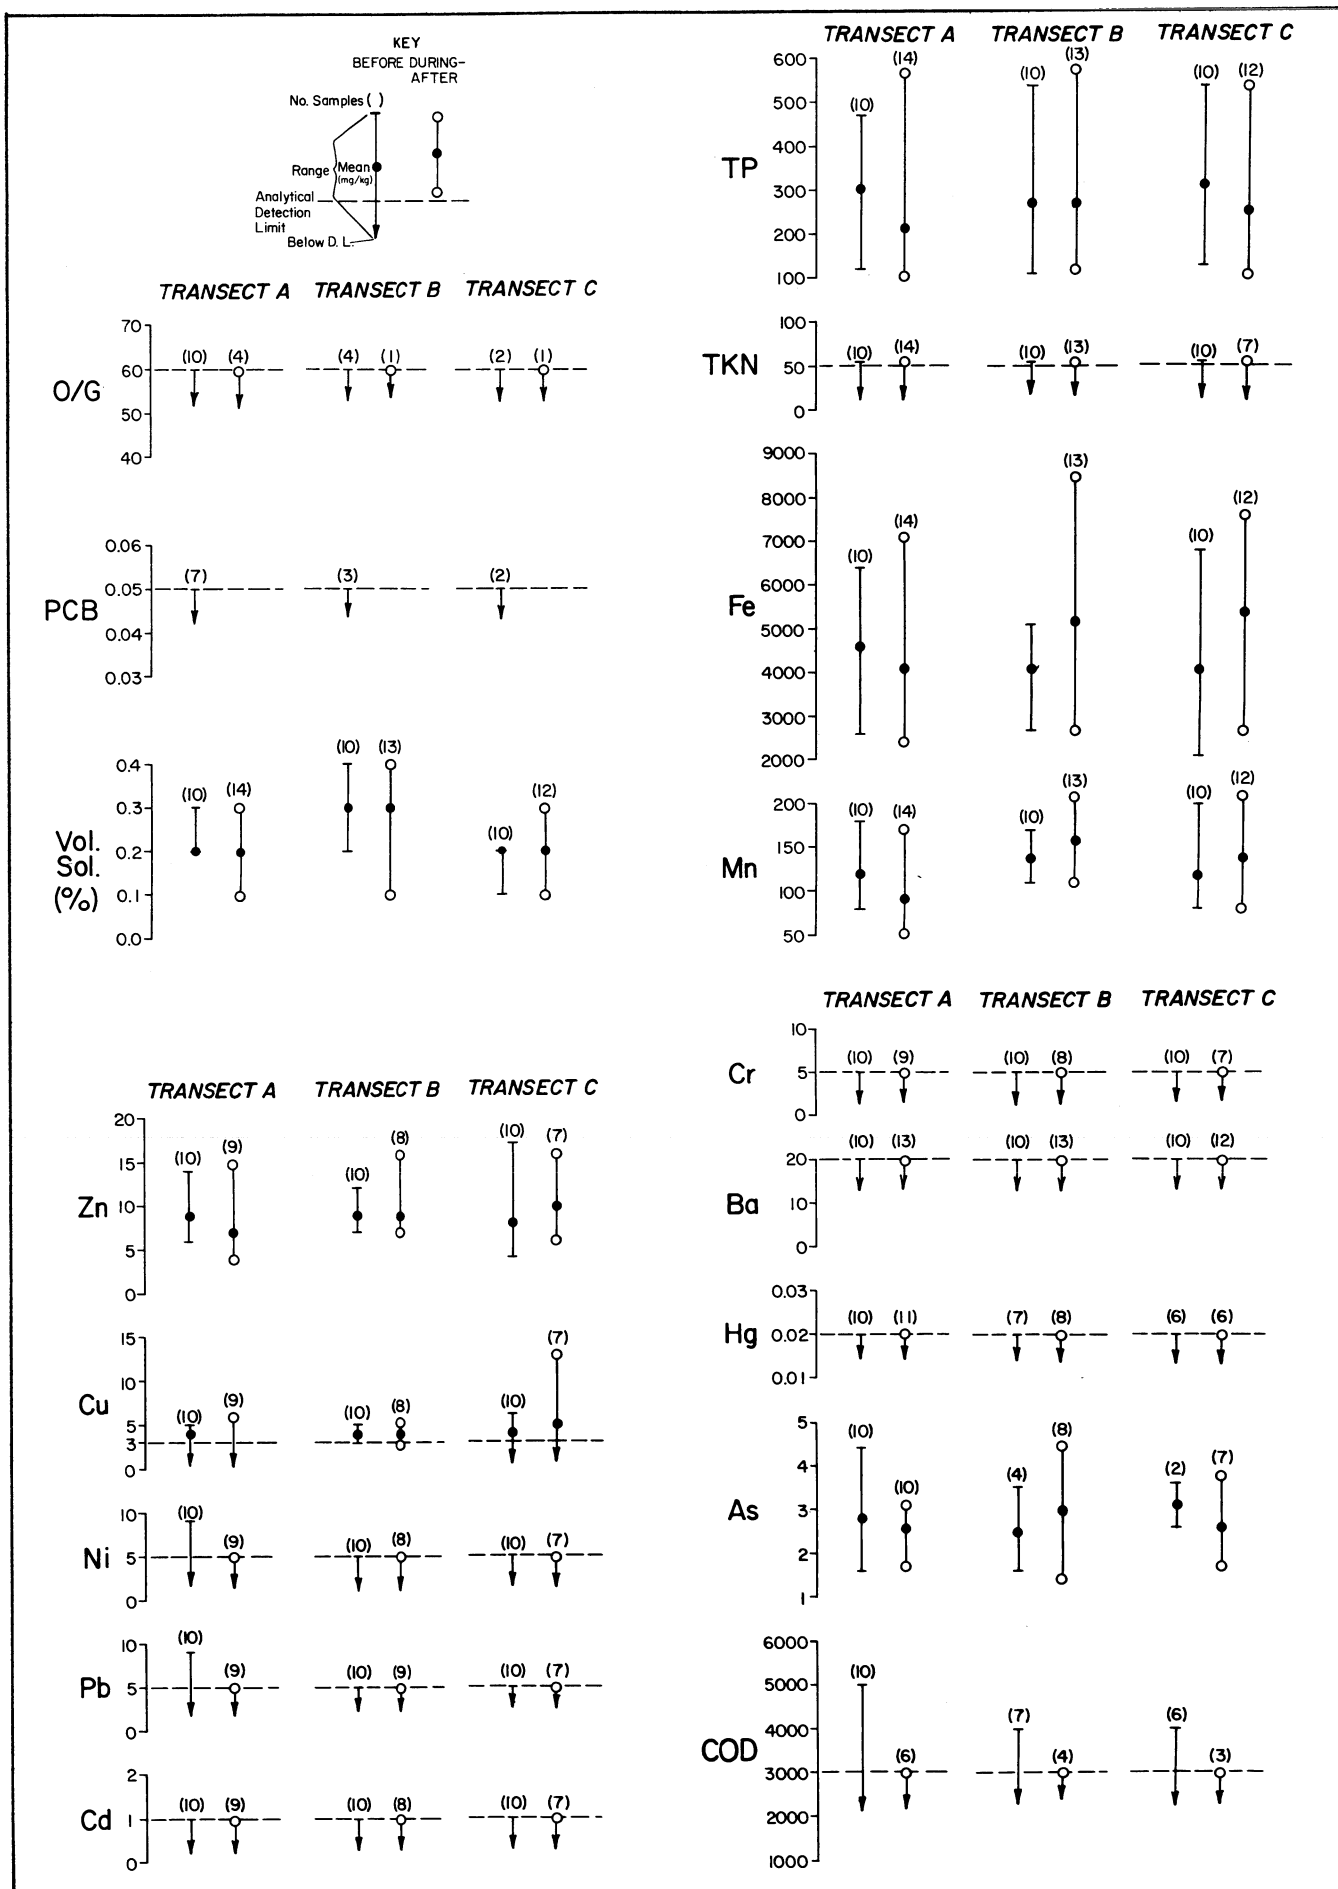 KEY
BEFORE DURING-
AFTER
No. Samples ( )
Range
Mean
(mg/kg)
Analytical
Detection
Limit
Below D. L.
TRANSECT A TRANSECT B TRANSECT C
O/G
70
60
50
40
(10) (4) (4) (1) (2) (1)
PCB
0.06
0.05
0.04
0.03
(7) (3) (2)
Vol.
Sol.
(%)
0.4
0.3
0.2
0.1
0.0
(10) (14) (10) (13) (10) (12)
TRANSECT A TRANSECT B TRANSECT C
Zn
20
15
10
5
0
(10) (9) (10) (8) (10) (7)
Cu
15
10
5
3
0
(10) (9) (10) (8) (10) (7)
Ni
10
5
0
(10) (9) (10) (8) (10) (7)
Pb
10
5
0
(10) (9) (10) (9) (10) (7)
Cd
2
1
0
(10) (9) (10) (8) (10) (7)
TRANSECT A TRANSECT B TRANSECT C
TP
600
500
400
300
200
100
(10) (14) (10) (13) (10) (12)
TKN
100
50
0
(10) (14) (10) (13) (10) (7)
Fe
9000
8000
7000
6000
5000
4000
3000
2000
(10) (14) (10) (13) (10) (12)
Mn
200
150
100
50
(10) (14) (10) (13) (10) (12)
TRANSECT A TRANSECT B TRANSECT C
Cr
10
5
0
(10) (9) (10) (8) (10) (7)
Ba
20
10
0
(10) (13) (10) (13) (10) (12)
Hg
0.03
0.02
0.01
(10) (11) (7) (8) (6) (6)
As
5
4
3
2
1
(10) (10) (4) (8) (2) (7)
COD
6000
5000
4000
3000
2000
1000
(10) (6) (7) (4) (6) (3)